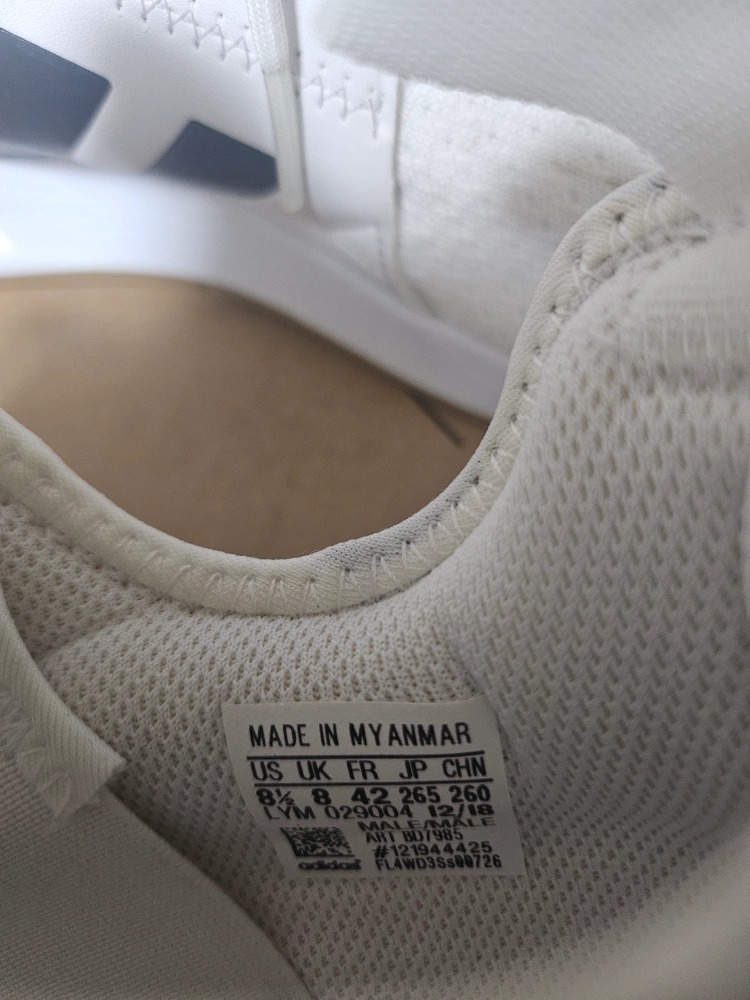 MADE IN MYANMAR
US UK FR JP CHN
8½ 8 42 265 260
LYM 029004 12/18
MALE/MALE
ART BD7985
#121944425
adidas FL4WD3Ss00726